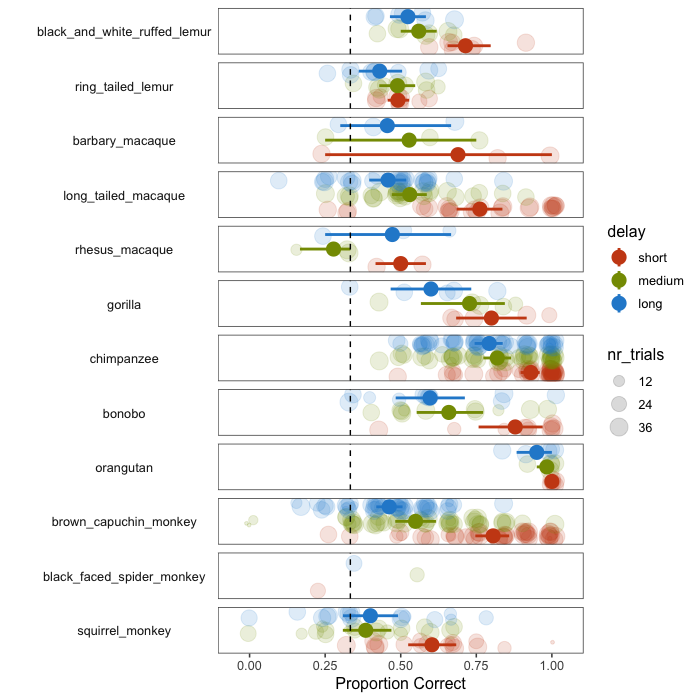 black_and_white_ruffed_lemur
ring_tailed_lemur
barbary_macaque
long_tailed_macaque
rhesus_macaque
gorilla
chimpanzee
bonobo
orangutan
brown_capuchin_monkey
black_faced_spider_monkey
squirrel_monkey
0.00 0.25 0.50 0.75 1.00
Proportion Correct
delay
short
medium
long
nr_trials
12
24
36